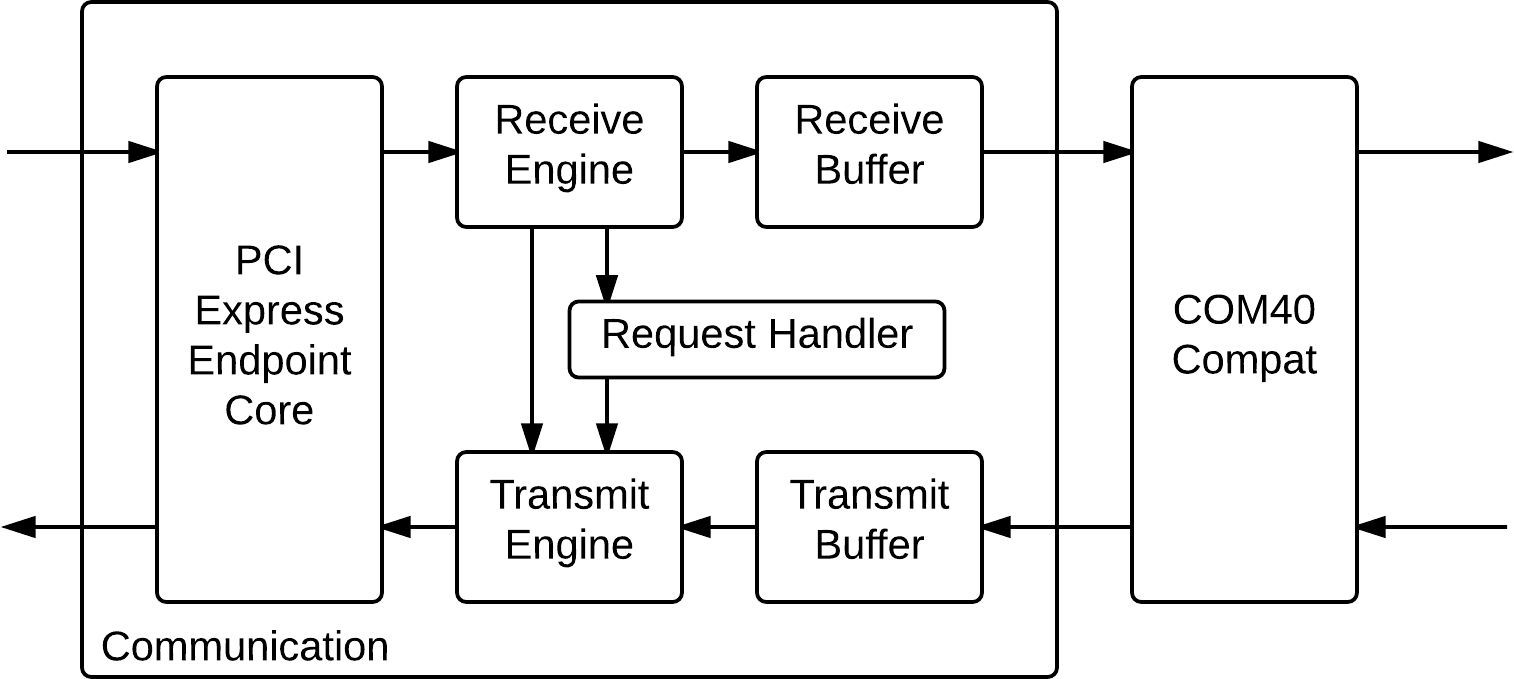 PCI
Express
Endpoint
Core
Receive
Engine
Receive
Buffer
Request Handler
Transmit
Engine
Transmit
Buffer
COM40
Compat
Communication